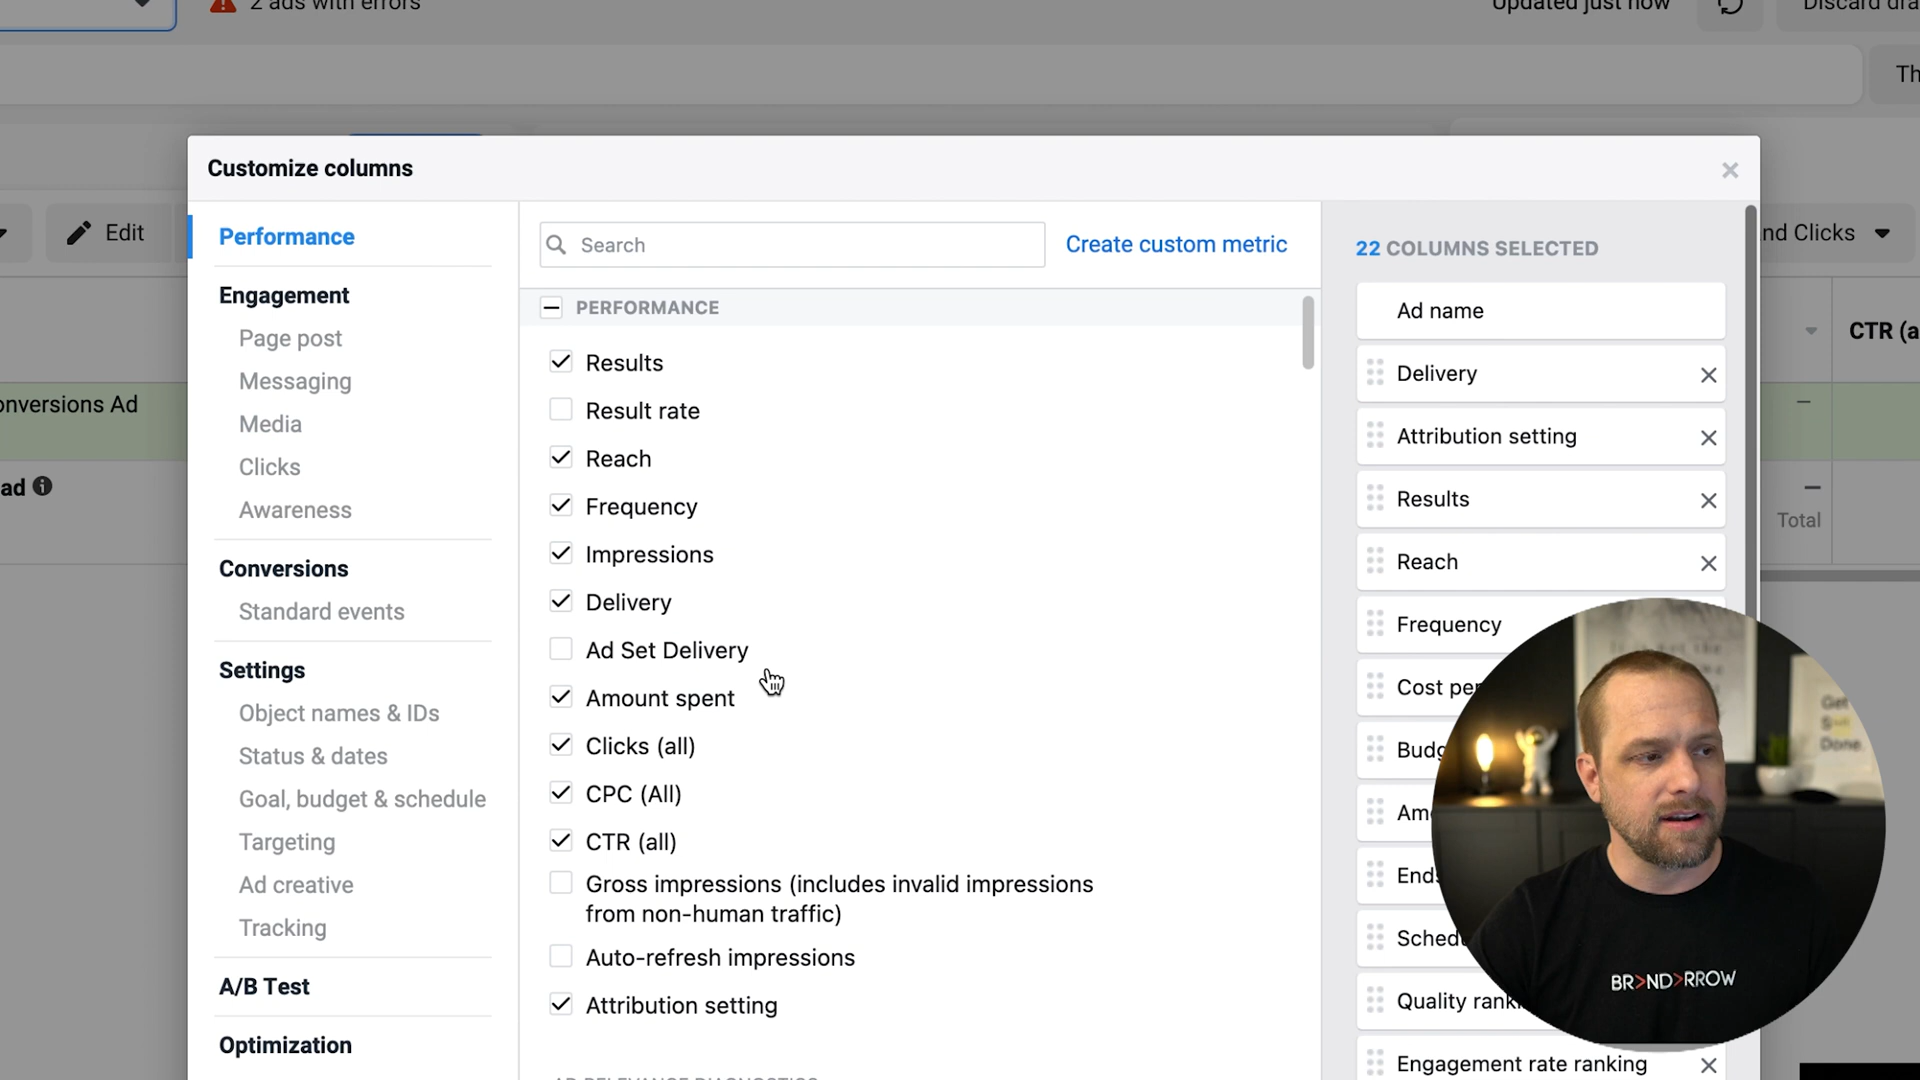 2 ads with errors
Updated just now
Discard dra
Th
Customize columns
Edit
nd Clicks
Performance
Engagement
Page post
Messaging
Media
Clicks
Awareness
Conversions
Standard events
Settings
Object names & IDs
Status & dates
Goal, budget & schedule
Targeting
Ad creative
Tracking
A/B Test
Optimization
Search
Create custom metric
PERFORMANCE
Results
Result rate
Reach
Frequency
Impressions
Delivery
Ad Set Delivery
Amount spent
Clicks (all)
CPC (All)
CTR (all)
Gross impressions (includes invalid impressions
from non-human traffic)
Auto-refresh impressions
Attribution setting
22 COLUMNS SELECTED
Ad name
Delivery
Attribution setting
Results
Reach
Frequency
Cost per
Budg
Am
Ends
Sched
Quality rank
Engagement rate ranking
onversions Ad
ad
CTR (a
Total
Get
Done.
BR>ND>RROW